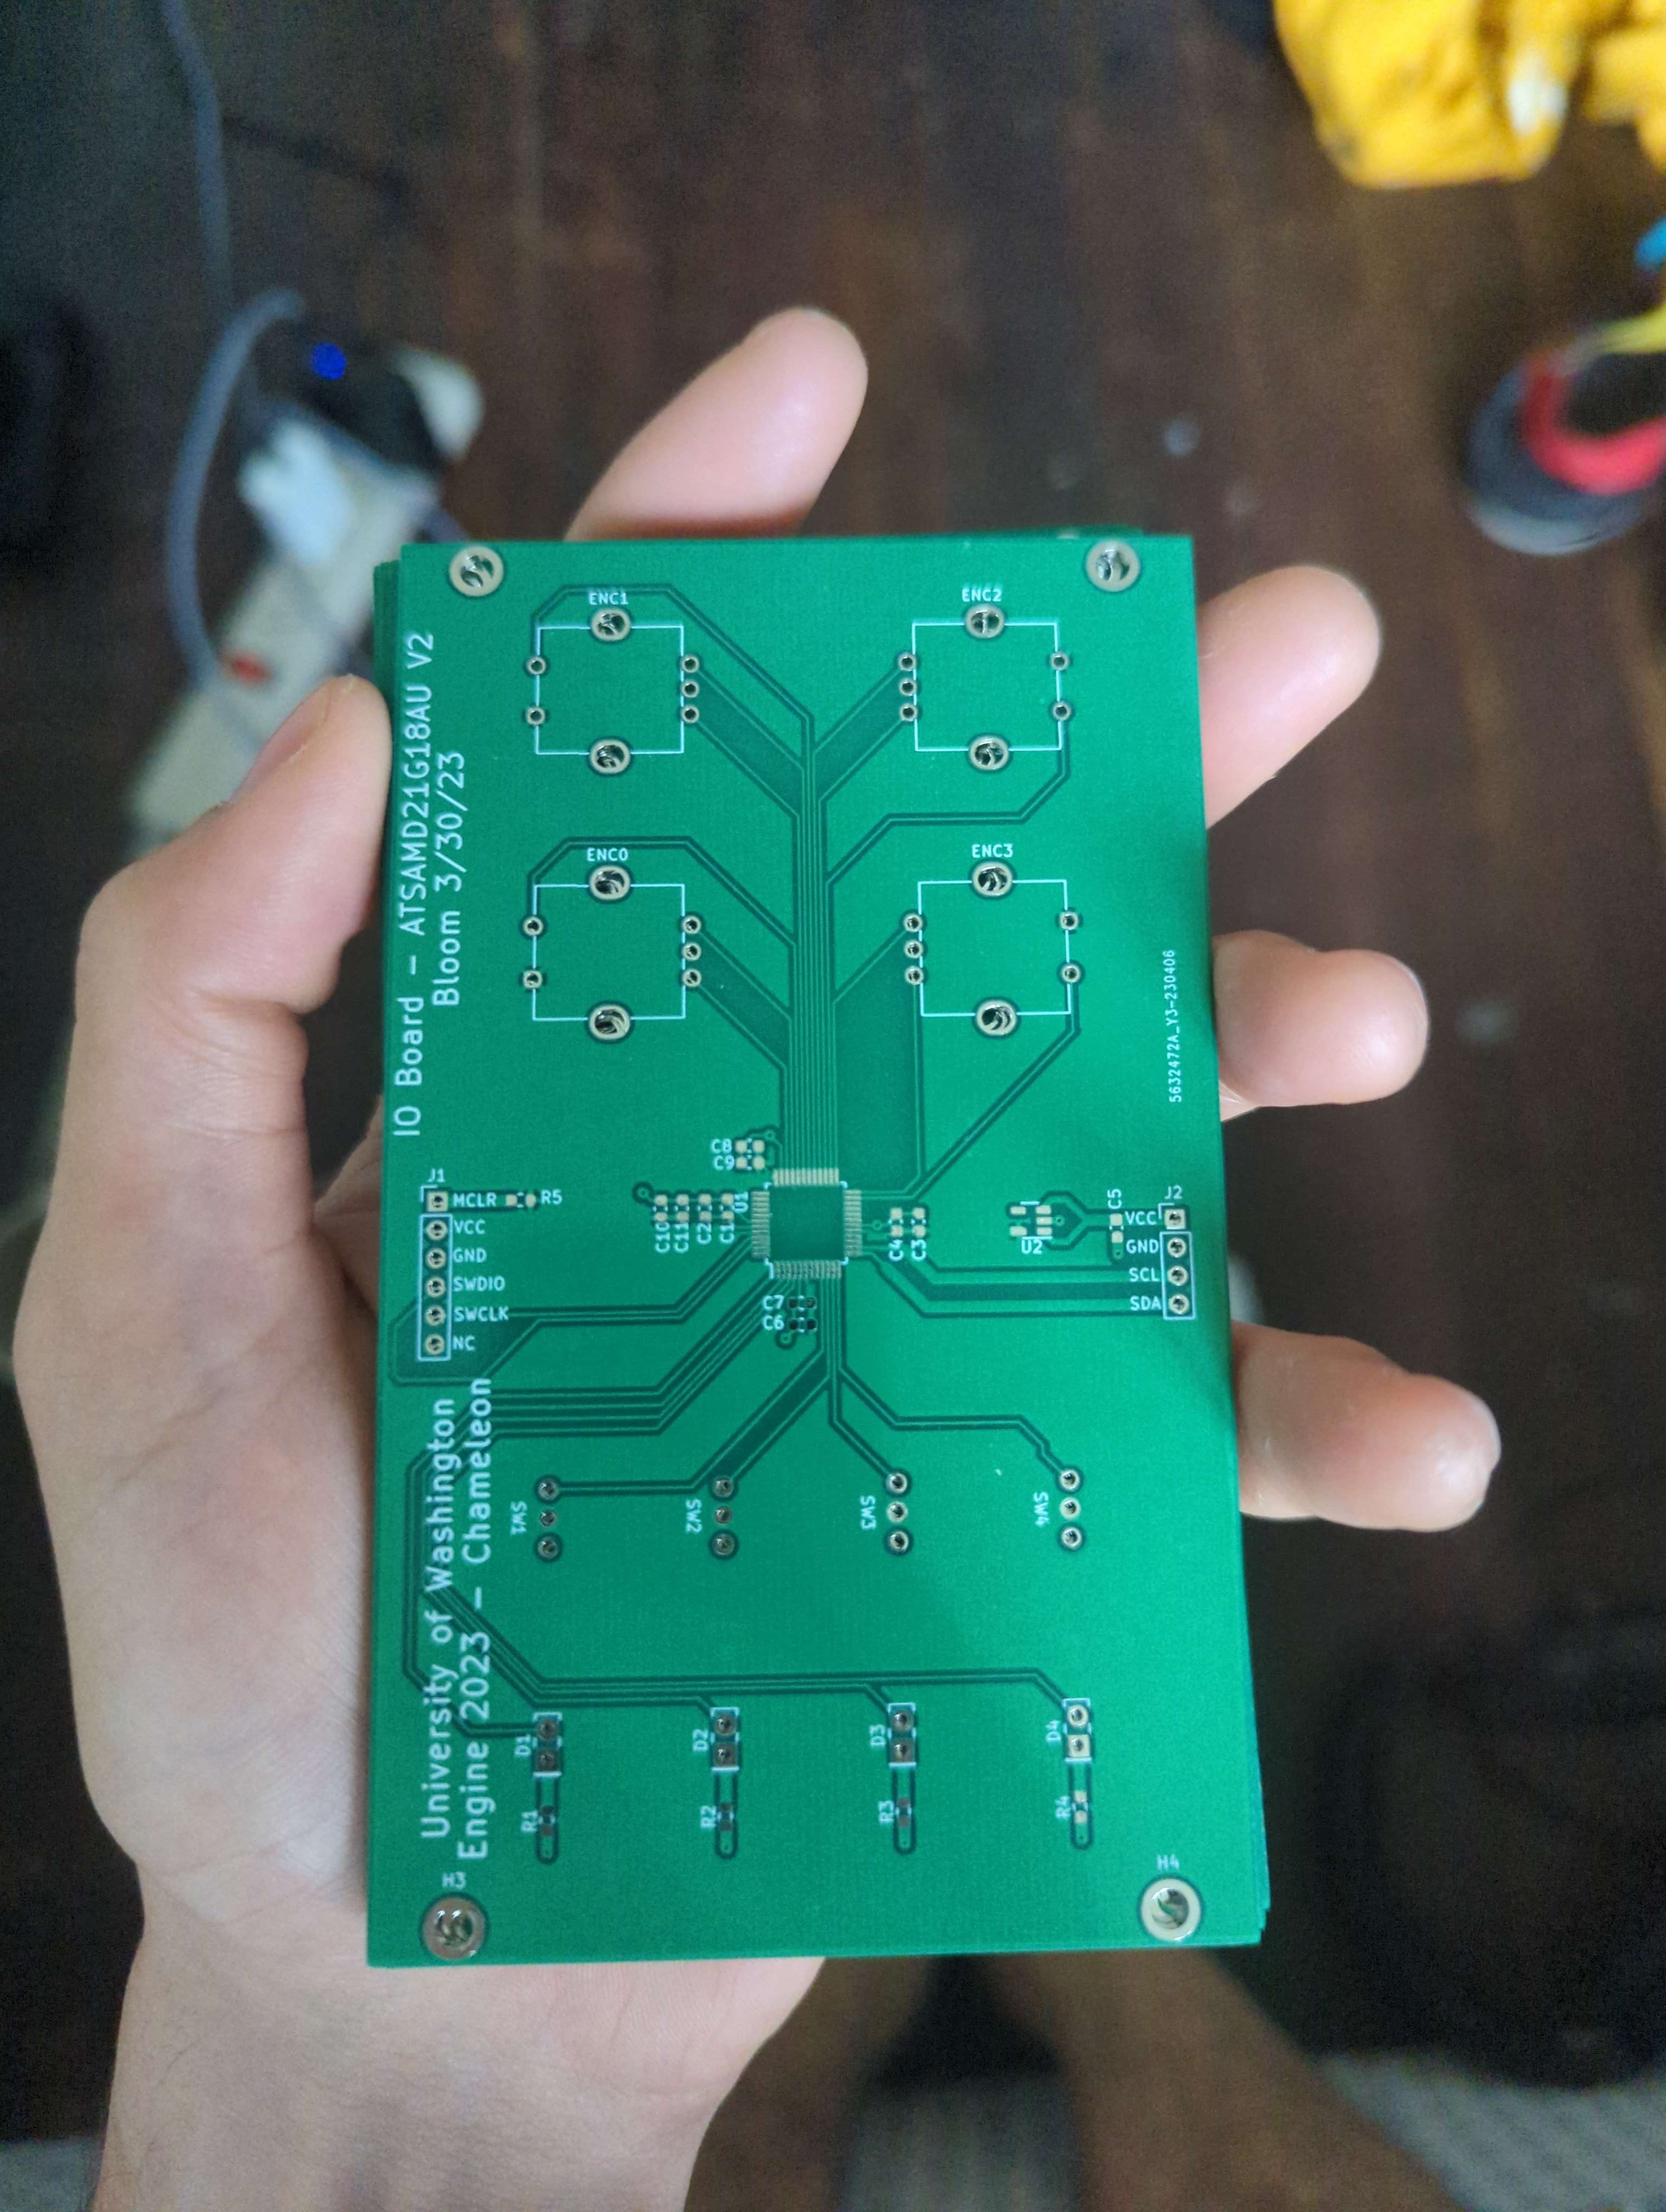 IO Board - ATSAMD21G18AU V2
Bloom 3/30/23
ENC1
ENC2
ENC0
ENC3
5632472A_Y3-230406
C8
C9
J1
MCLR
R5
VCC
GND
SWDIO
SWCLK
NC
C10
C11
C2
C1
U1
C4
C3
U2
C5
J2
VCC
GND
SCL
SDA
C7
C6
University of Washington
Engine 2023 - Chameleon
SW1
SW2
SW3
SW4
D1
D2
D3
D4
R1
R2
R3
R4
H3
H4